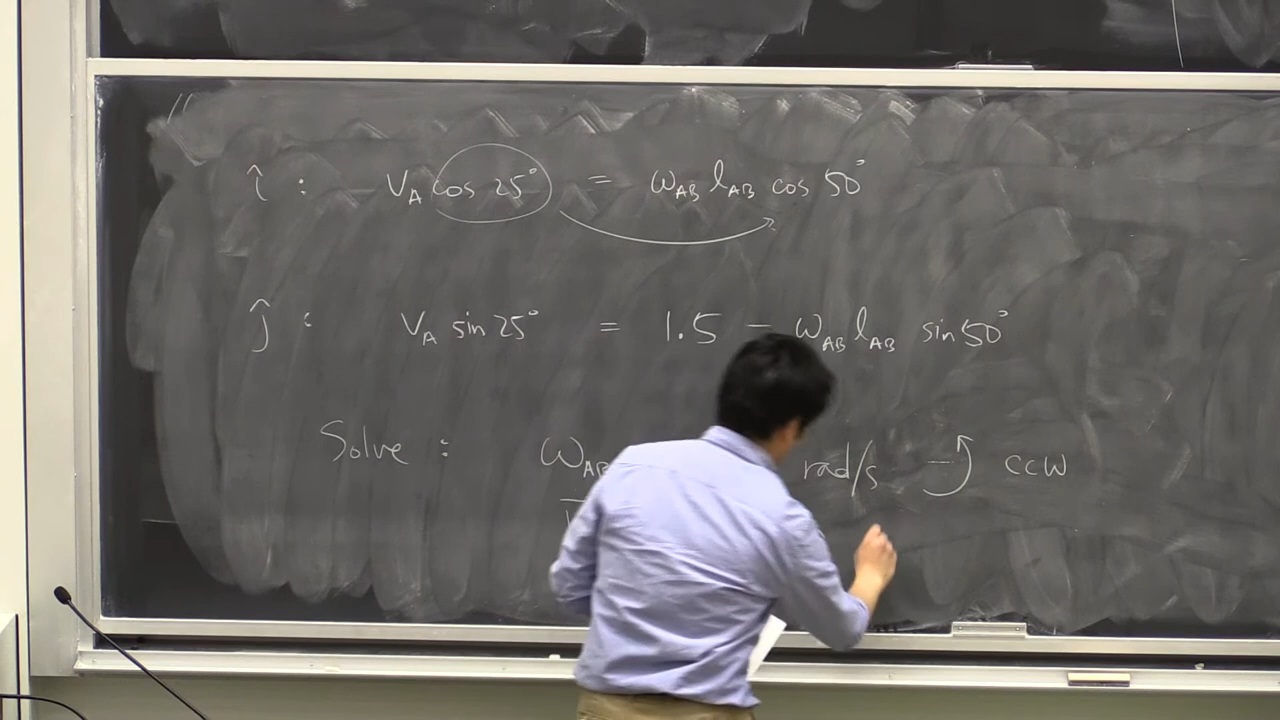 î : V_A cos 25° = ω_AB l_AB cos 50°
ĵ : V_A sin 25° = 1.5 - ω_AB l_AB sin 50°
Solve : ω_AB rad/s CCW